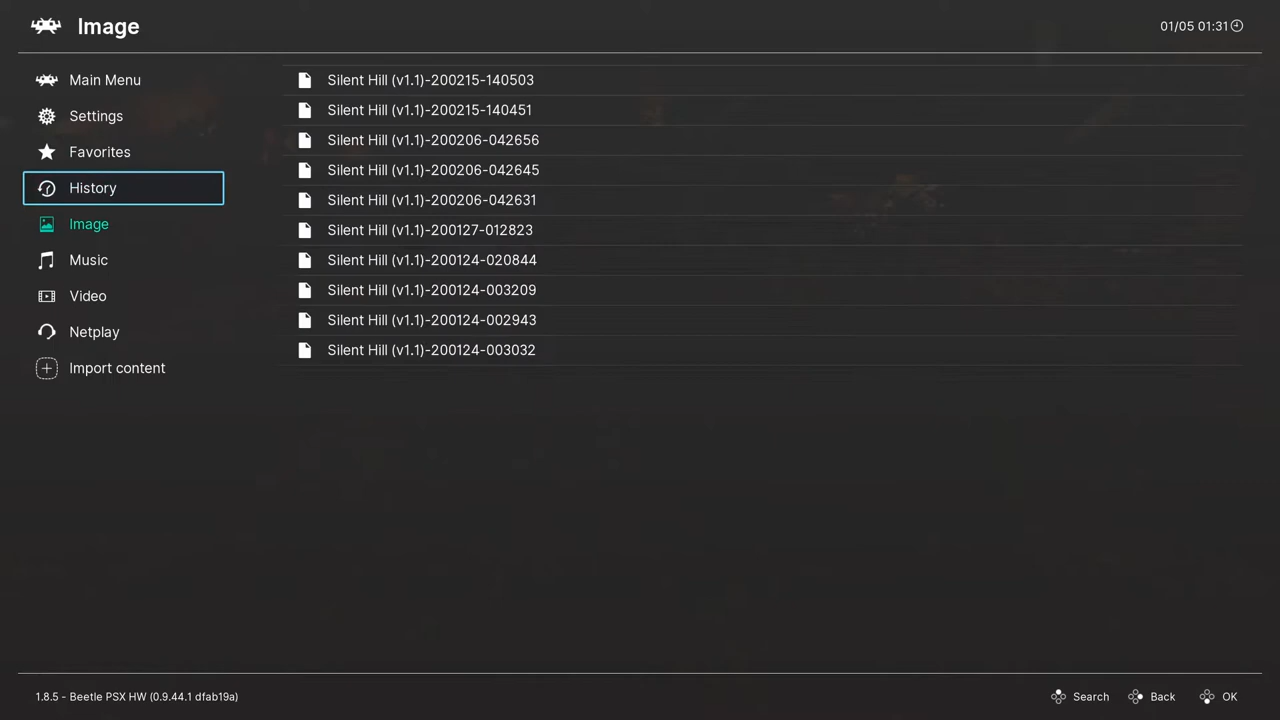 Image
01/05 01:31
Main Menu
Settings
Favorites
History
Image
Music
Video
Netplay
Import content
Silent Hill (v1.1)-200215-140503
Silent Hill (v1.1)-200215-140451
Silent Hill (v1.1)-200206-042656
Silent Hill (v1.1)-200206-042645
Silent Hill (v1.1)-200206-042631
Silent Hill (v1.1)-200127-012823
Silent Hill (v1.1)-200124-020844
Silent Hill (v1.1)-200124-003209
Silent Hill (v1.1)-200124-002943
Silent Hill (v1.1)-200124-003032
1.8.5 - Beetle PSX HW (0.9.44.1 dfab19a)
Search Back OK